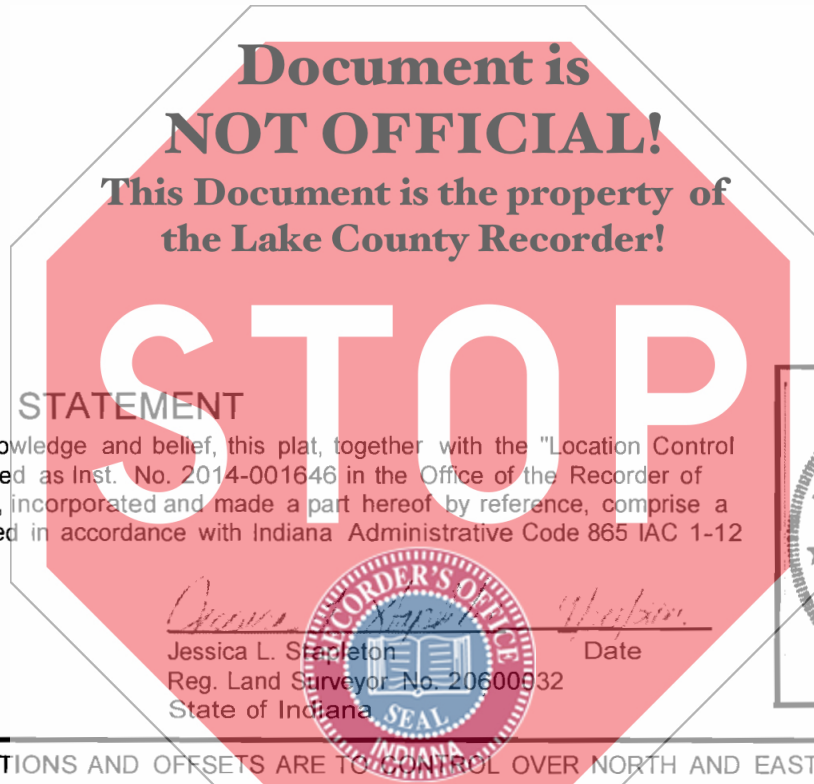 Document is
NOT OFFICIAL!
This Document is the property of
the Lake County Recorder!
STOP
STATEMENT
owledge and belief, this plat, together with the "Location Control
ed as Inst. No. 2014-001646 in the Office of the Recorder of
, incorporated and made a part hereof by reference, comprise a
ed in accordance with Indiana Administrative Code 865 IAC 1-12
Jessica L. Stapleton
Date
Reg. Land Surveyor No. 20600032
State of Indiana
RECORDER'S OFFICE
SEAL
INDIANA
TIONS AND OFFSETS ARE TO CONTROL OVER NORTH AND EAST